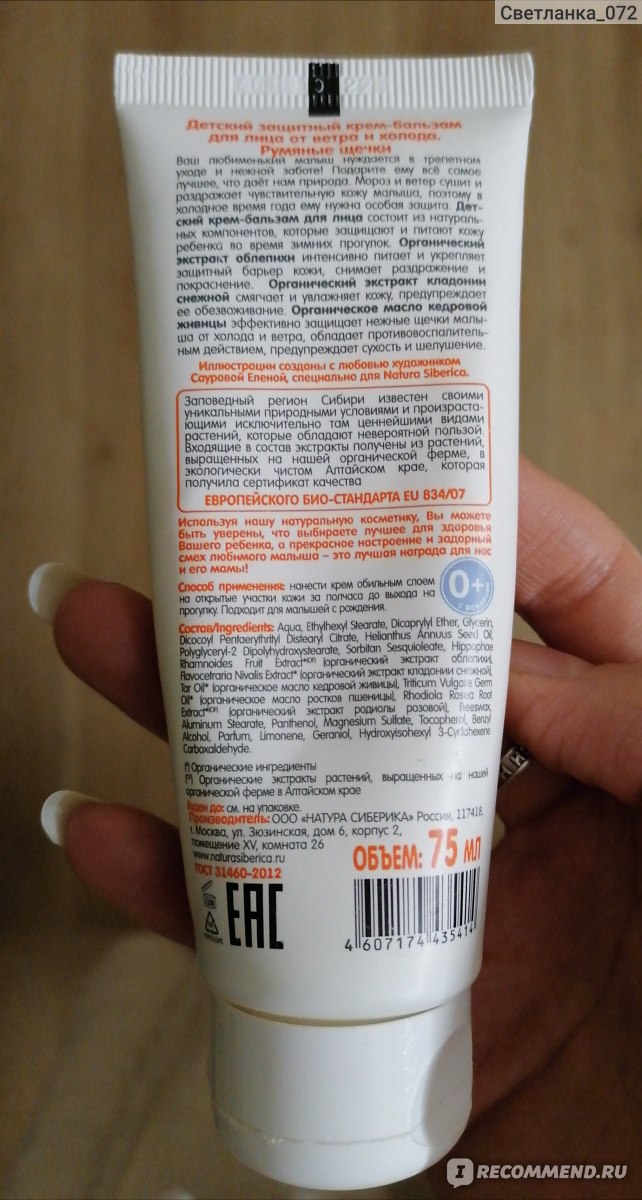 Светланка_072
Детский защитный крем-бальзам
для лица от ветра и холода.
Румяные щечки
Ваш любименький малыш нуждается в трепетном
уходе и нежной заботе! Подарите ему всё самое
лучшее, что даёт нам природа. Мороз и ветер сушит и
раздражает чувствительную кожу малыша, поэтому в
холодное время года ему нужна особая защита. Дет-
ский крем-бальзам для лица состоит из натураль-
ных компонентов, которые защищают и питают кожу
ребенка во время зимних прогулок. Органический
экстракт облепихи интенсивно питает и укрепляет
защитный барьер кожи, снимает раздражение и
покраснение. Органический экстракт кладонии
снежной смягчает и увлажняет кожу, предупреждает
ее обезвоживание. Органическое масло кедровой
живицы эффективно защищает нежные щечки малы-
ша от холода и ветра, обладает противовоспалитель-
ным действием, предупреждает сухость и шелушение.
Иллюстрации созданы с любовью художником
Сауровой Еленой, специально для Natura Siberica.
Заповедный регион Сибири известен своими
уникальными природными условиями и произраста-
ющими исключительно там ценнейшими видами
растений, которые обладают невероятной пользой.
Входящие в состав экстракты получены из растений,
выращенных на нашей органической ферме, в
экологически чистом Алтайском крае, которая
получила сертификат качества
ЕВРОПЕЙСКОГО БИО-СТАНДАРТА EU 834/07
Используя нашу натуральную косметику, Вы можете
быть уверены, что выбираете лучшее для здоровья
Вашего ребенка, а прекрасное настроение и задорный
смех любимого малыша – это лучшая награда для нас
и его мамы!
Способ применения: нанести крем обильным слоем
на открытые участки кожи за полчаса до выхода на
прогулку. Подходит для малышей с рождения.
0+
с рождения
Состав/Ingredients: Aqua, Ethylhexyl Stearate, Dicaprylyl Ether, Glycerin,
Dicocoyl Pentaerythrityl Distearyl Citrate, Helianthus Annuus Seed Oil,
Polyglyceryl-2 Dipolyhydroxystearate, Sorbitan Sesquioleate, Hippophae
Rhamnoides Fruit Extract (органический экстракт облепихи),
Flavocetraria Nivalis Extract* (органический экстракт кладонии снежной),
Tar Oil* (органическое масло кедровой живицы), Triticum Vulgare Germ
Oil* (органическое масло ростков пшеницы), Rhodiola Rosea Root
Extract (органический экстракт родиолы розовой), Beeswax,
Aluminum Stearate, Panthenol, Magnesium Sulfate, Tocopherol, Benzyl
Alcohol, Parfum, Limonene, Geraniol, Hydroxyisohexyl 3-Cyclohexene
Carboxaldehyde.
(*) Органические ингредиенты
Органические экстракты растений, выращенных на нашей
органической ферме в Алтайском крае
Годен до: см. на упаковке.
Производитель: ООО «НАТУРА СИБЕРИКА» Россия, 117418,
г. Москва, ул. Зюзинская, дом 6, корпус 2,
помещение XV, комната 26
www.naturasiberica.ru
ГОСТ 31460-2012
ОБЪЕМ: 75 МЛ
EAC
4 607174 435414
IRECOMMEND.RU